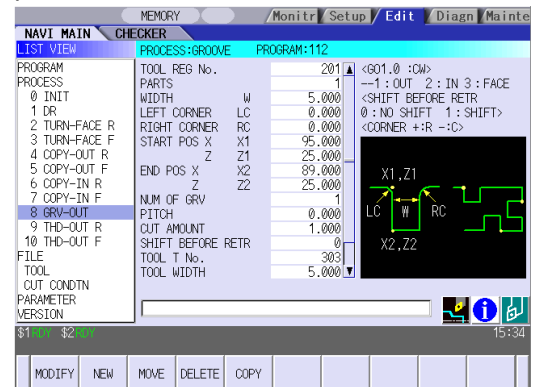 MEMORY Monitr Setup Edit Diagn Mainte
NAVI MAIN CHECKER
LIST VIEW PROCESS:GROOVE PROGRAM:112
PROGRAM
PROCESS
0 INIT
1 DR
2 TURN-FACE R
3 TURN-FACE F
4 COPY-OUT R
5 COPY-OUT F
6 COPY-IN R
7 COPY-IN F
8 GRV-OUT
9 THD-OUT R
10 THD-OUT F
FILE
TOOL
CUT CONDTN
PARAMETER
VERSION
TOOL REG No. 201
PARTS 1
WIDTH W 5.000
LEFT CORNER LC 0.000
RIGHT CORNER RC 0.000
START POS X X1 95.000
Z Z1 25.000
END POS X X2 89.000
Z Z2 25.000
NUM OF GRV 1
PITCH 0.000
CUT AMOUNT 1.000
SHIFT BEFORE RETR 0
TOOL T No. 303
TOOL WIDTH 5.000
<G01.0 :CW>
--1:OUT 2:IN 3:FACE
<SHIFT BEFORE RETR
0:NO SHIFT 1:SHIFT>
<CORNER +:R -:C>
X1,Z1
LC W RC
X2,Z2
$1 RDY $2 RDY 15:34
MODIFY NEW MOVE DELETE COPY